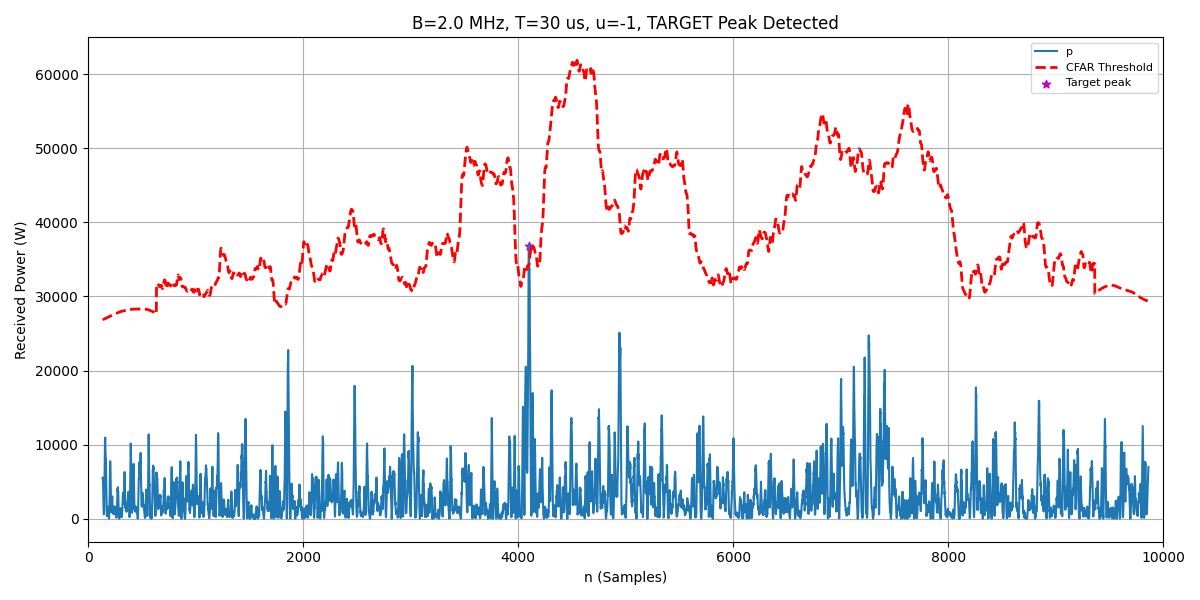 B=2.0 MHz, T=30 us, u=-1, TARGET Peak Detected
p
CFAR Threshold
Target peak
Received Power (W)
60000
50000
40000
30000
20000
10000
0
0 2000 4000 6000 8000 10000
n (Samples)